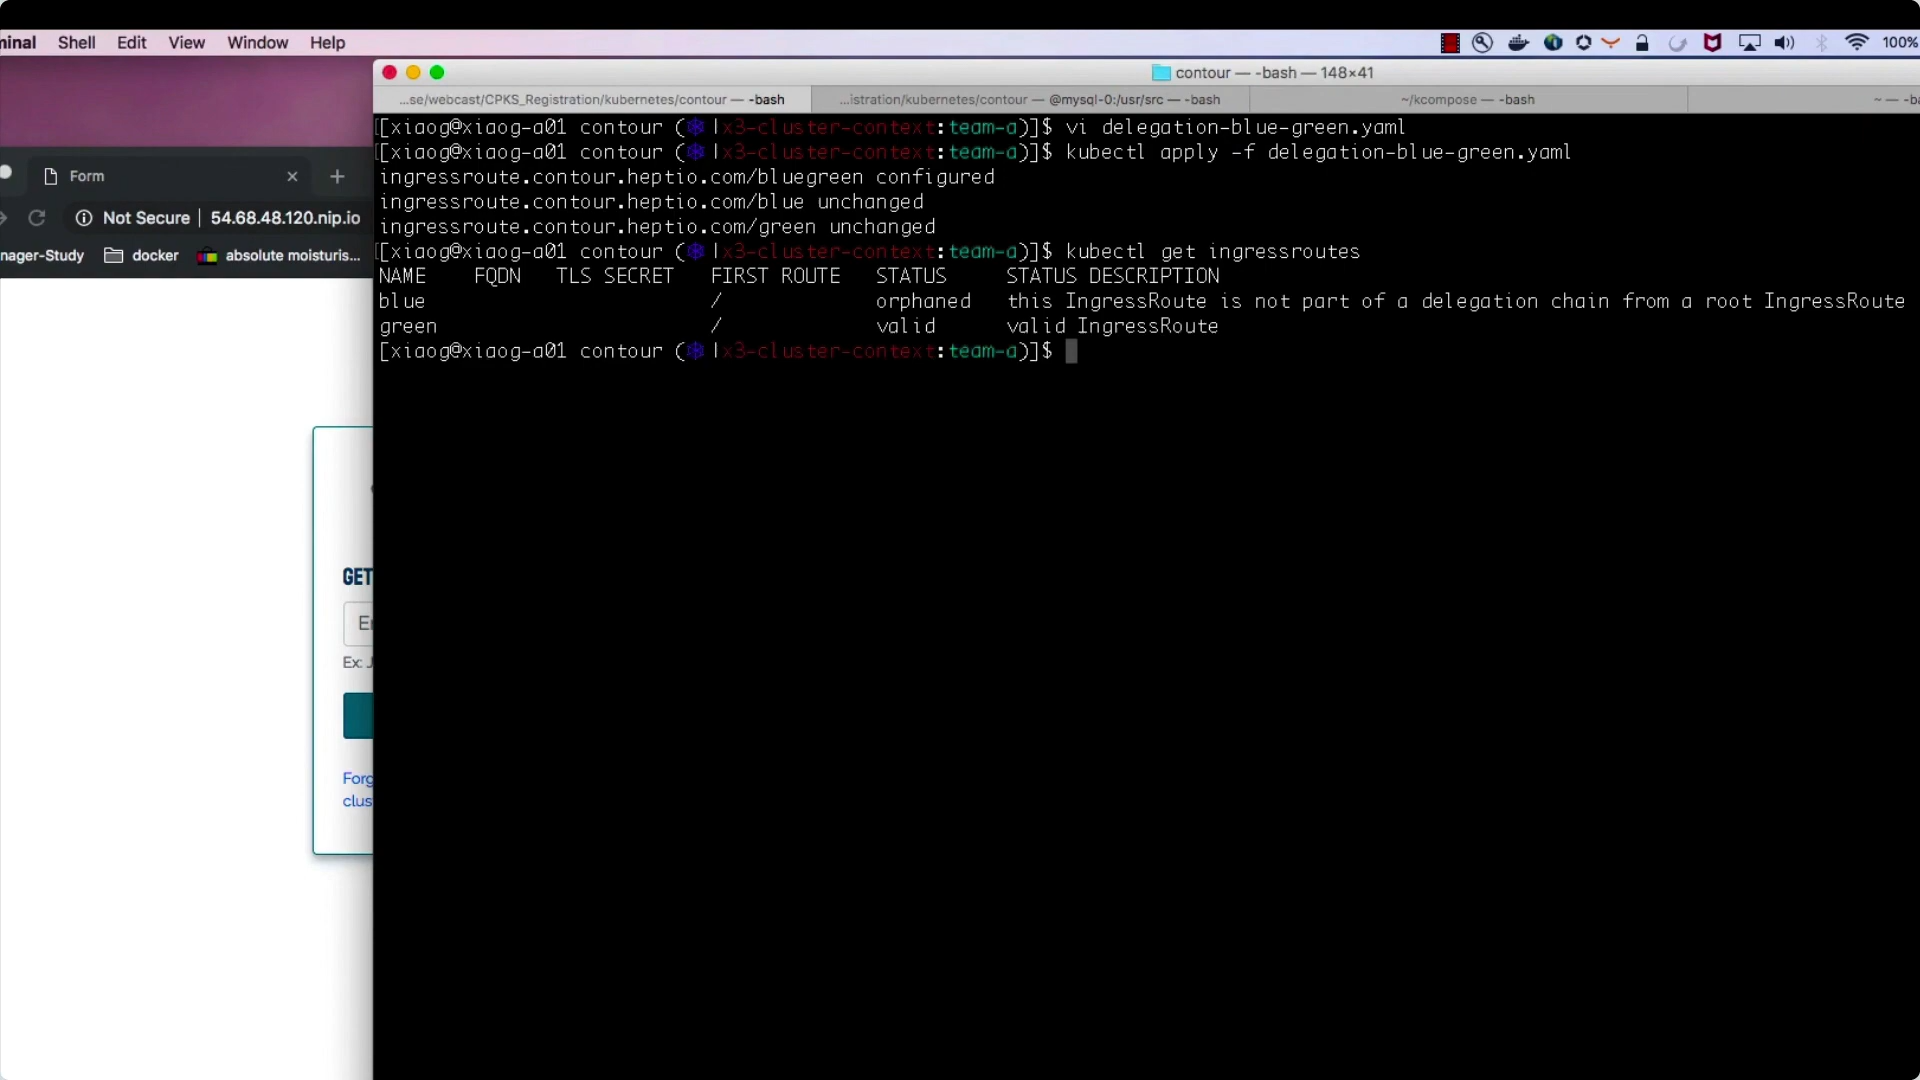 minal Shell Edit View Window Help 100%
contour — -bash — 148×41
...se/webcast/CPKS_Registration/kubernetes/contour — -bash ...istration/kubernetes/contour — @mysql-0:/usr/src — -bash ~/kcompose — -bash ~ — -ba
Form
Not Secure | 54.68.48.120.nip.io
nager-Study docker absolute moisturis...
GET
Ex: J
Forg
clus
[[xiaog@xiaog-a01 contour (⎈ |x3-cluster-context:team-a)]$ vi delegation-blue-green.yaml
[[xiaog@xiaog-a01 contour (⎈ |x3-cluster-context:team-a)]$ kubectl apply -f delegation-blue-green.yaml
ingressroute.contour.heptio.com/bluegreen configured
ingressroute.contour.heptio.com/blue unchanged
ingressroute.contour.heptio.com/green unchanged
[[xiaog@xiaog-a01 contour (⎈ |x3-cluster-context:team-a)]$ kubectl get ingressroutes
NAME FQDN TLS SECRET FIRST ROUTE STATUS STATUS DESCRIPTION
blue / orphaned this IngressRoute is not part of a delegation chain from a root IngressRoute
green / valid valid IngressRoute
[xiaog@xiaog-a01 contour (⎈ |x3-cluster-context:team-a)]$